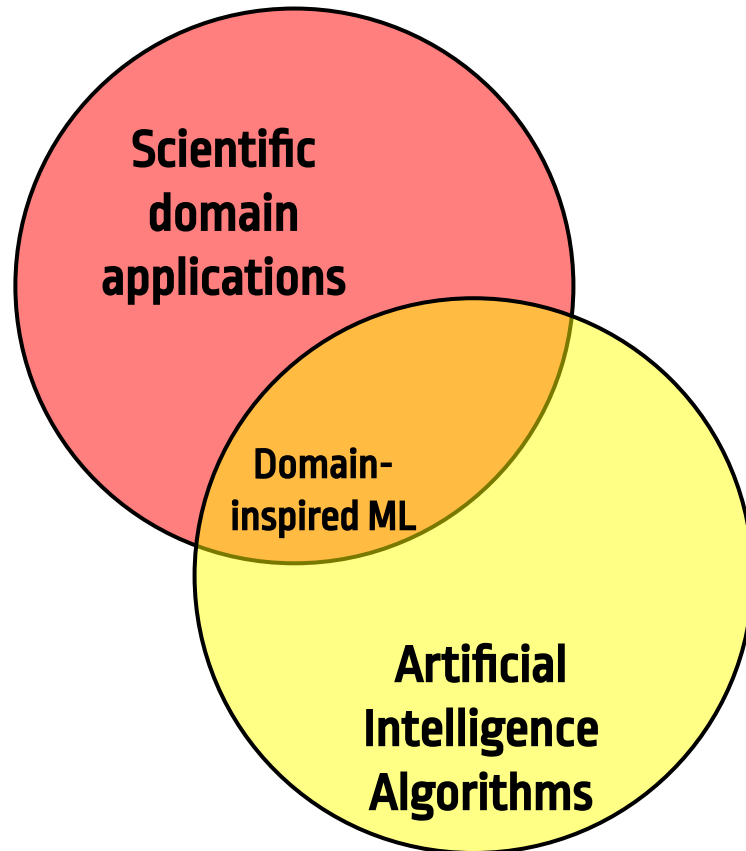 Scientific
domain
applications
Domain-
inspired ML
Artificial
Intelligence
Algorithms